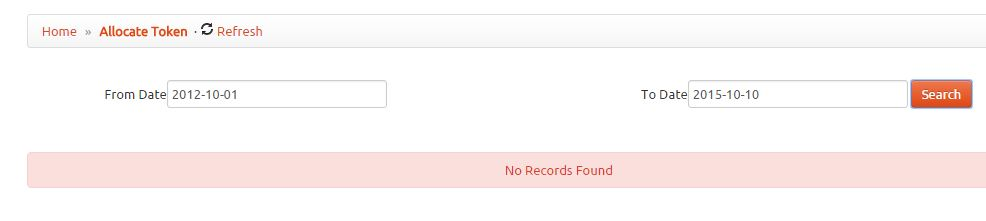 Home » Allocate Token · Refresh
From Date 2012-10-01 To Date 2015-10-10 Search
No Records Found